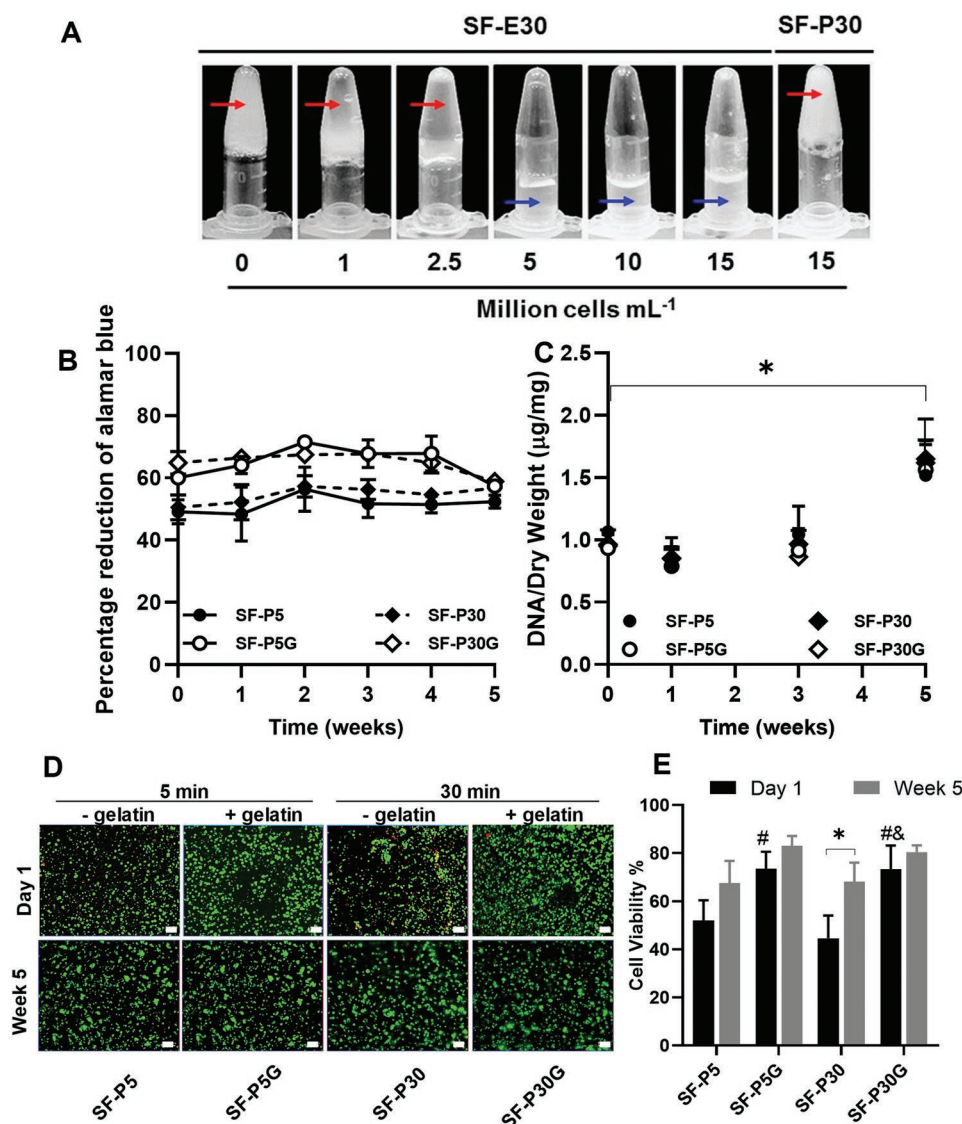 A
SF-E30 SF-P30
0 1 2.5 5 10 15 15
Million cells mL-1
B
Percentage reduction of alamar blue
100
80
60
40
20
0
SF-P5 SF-P30
SF-P5G SF-P30G
0 1 2 3 4 5
Time (weeks)
C
DNA/Dry Weight (µg/mg)
2.5
2.0
1.5
1.0
0.5
0.0
*
SF-P5 SF-P30
SF-P5G SF-P30G
0 1 2 3 4 5
Time (weeks)
D
5 min 30 min
- gelatin + gelatin - gelatin + gelatin
Day 1
Week 5
SF-P5 SF-P5G SF-P30 SF-P30G
E
Day 1 Week 5
Cell Viability %
100
80
60
40
20
0
# * #&
SF-P5 SF-P5G SF-P30 SF-P30G